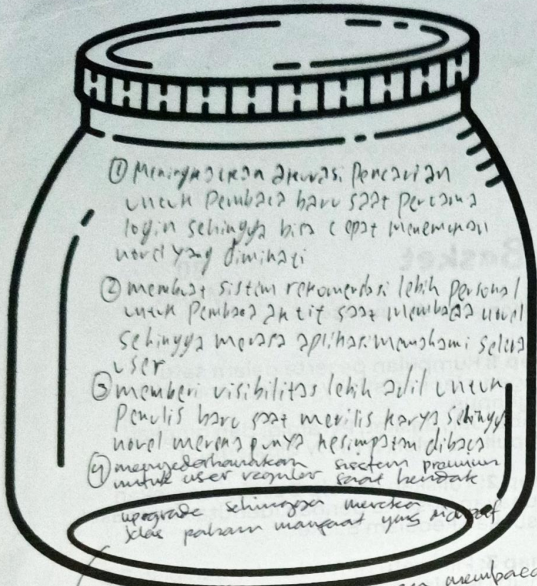 ① Meningkatkan akurasi Pencarian
untuk Pembaca baru saat pertama
login sehingga bisa cepat menemukan
novel yang diminati
② membuat sistem rekomendasi lebih personal
untuk Pembaca aktif saat membaca novel
sehingga merasa aplikasi memahami selera
user
③ memberi visibilitas lebih adil untuk
Penulis baru saat merilis karya sehingga
novel mereka punya kesimpatan dibaca
④ menyederhanakan sistem premium
untuk user reguler saat hendak
upgrade sehingga mereka
jelas paham manfaat yang didapat
Basket